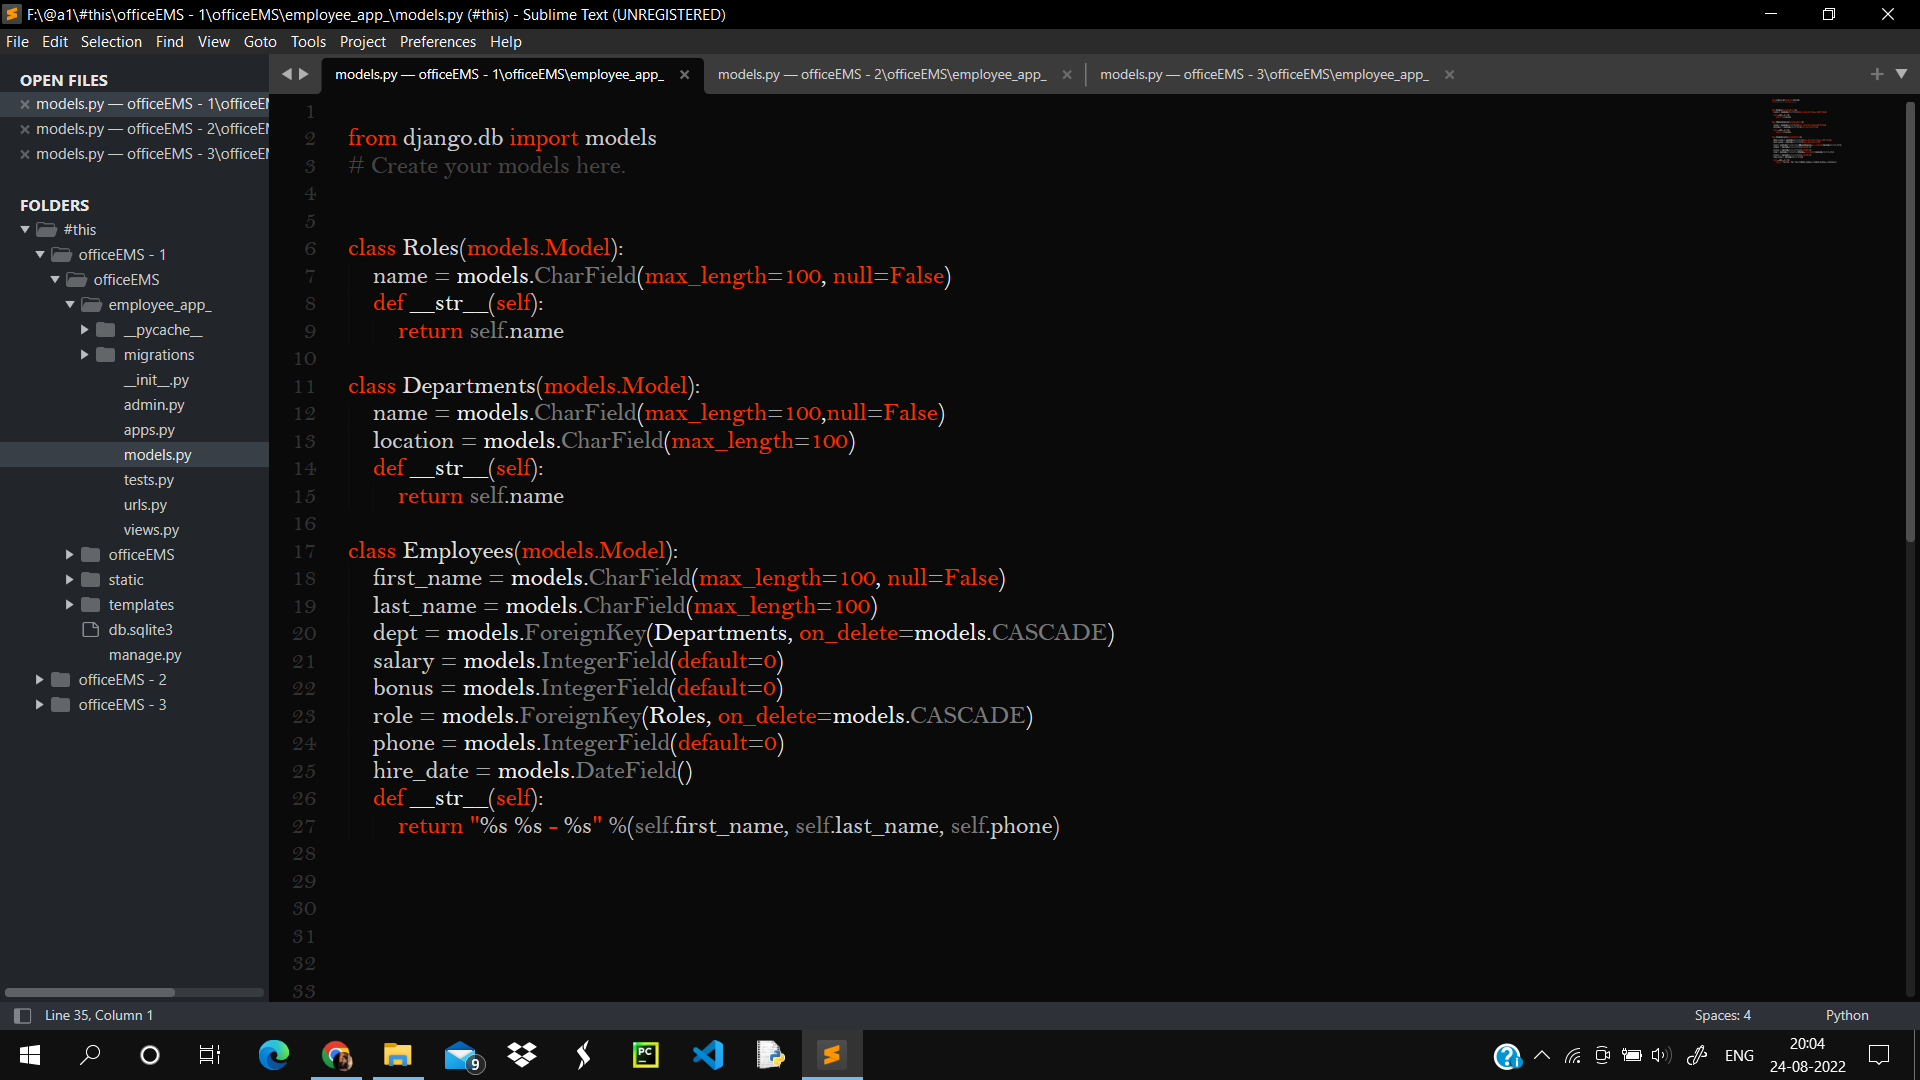 F:\@a1\#this\officeEMS - 1\officeEMS\employee_app_\models.py (#this) - Sublime Text (UNREGISTERED)
File Edit Selection Find View Goto Tools Project Preferences Help
OPEN FILES
models.py — officeEMS - 1\officeEM
models.py — officeEMS - 2\officeEM
models.py — officeEMS - 3\officeEM
FOLDERS
#this
officeEMS - 1
officeEMS
employee_app_
__pycache__
migrations
__init__.py
admin.py
apps.py
models.py
tests.py
urls.py
views.py
officeEMS
static
templates
db.sqlite3
manage.py
officeEMS - 2
officeEMS - 3
models.py — officeEMS - 1\officeEMS\employee_app_ models.py — officeEMS - 2\officeEMS\employee_app_ models.py — officeEMS - 3\officeEMS\employee_app_
1
2 from django.db import models
3 # Create your models here.
4
5
6 class Roles(models.Model):
7     name = models.CharField(max_length=100, null=False)
8     def __str__(self):
9         return self.name
10
11 class Departments(models.Model):
12     name = models.CharField(max_length=100,null=False)
13     location = models.CharField(max_length=100)
14     def __str__(self):
15         return self.name
16
17 class Employees(models.Model):
18     first_name = models.CharField(max_length=100, null=False)
19     last_name = models.CharField(max_length=100)
20     dept = models.ForeignKey(Departments, on_delete=models.CASCADE)
21     salary = models.IntegerField(default=0)
22     bonus = models.IntegerField(default=0)
23     role = models.ForeignKey(Roles, on_delete=models.CASCADE)
24     phone = models.IntegerField(default=0)
25     hire_date = models.DateField()
26     def __str__(self):
27         return "%s %s - %s" %(self.first_name, self.last_name, self.phone)
28
29
30
31
32
33
Line 35, Column 1 Spaces: 4 Python
9 PC ENG 20:04
24-08-2022